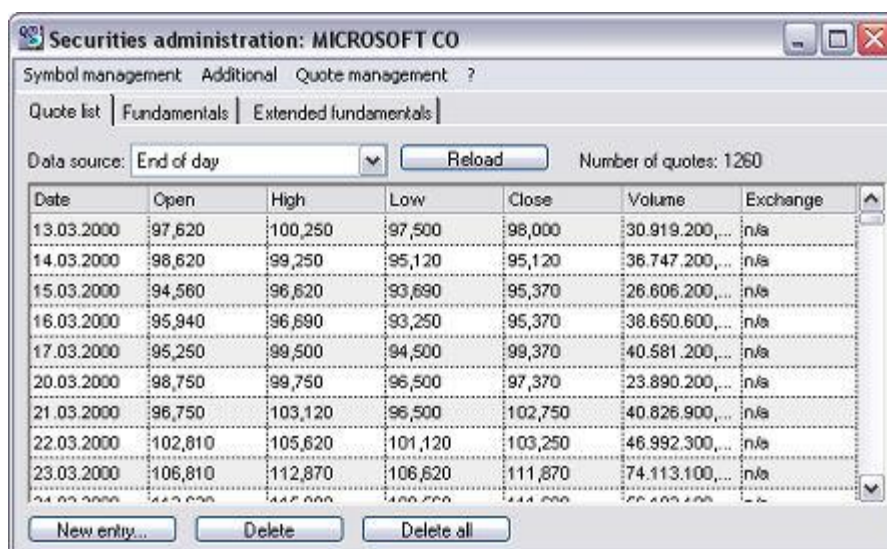 Securities administration: MICROSOFT CO
Symbol management Additional Quote management ?
Quote list Fundamentals Extended fundamentals
Data source: End of day Reload Number of quotes: 1260
Date Open High Low Close Volume Exchange
13.03.2000 97,620 100,250 97,500 98,000 30.919.200,... n/a
14.03.2000 98,620 99,250 95,120 95,120 36.747.200,... n/a
15.03.2000 94,560 96,620 93,690 95,370 26.606.200,... n/a
16.03.2000 95,940 96,690 93,250 95,370 38.650.600,... n/a
17.03.2000 95,250 99,500 94,500 99,370 40.581.200,... n/a
20.03.2000 98,750 99,750 96,500 97,370 23.890.200,... n/a
21.03.2000 96,750 103,120 96,500 102,750 40.826.900,... n/a
22.03.2000 102,810 105,620 101,120 103,250 46.992.300,... n/a
23.03.2000 106,810 112,870 106,620 111,870 74.113.100,... n/a
New entry... Delete Delete all